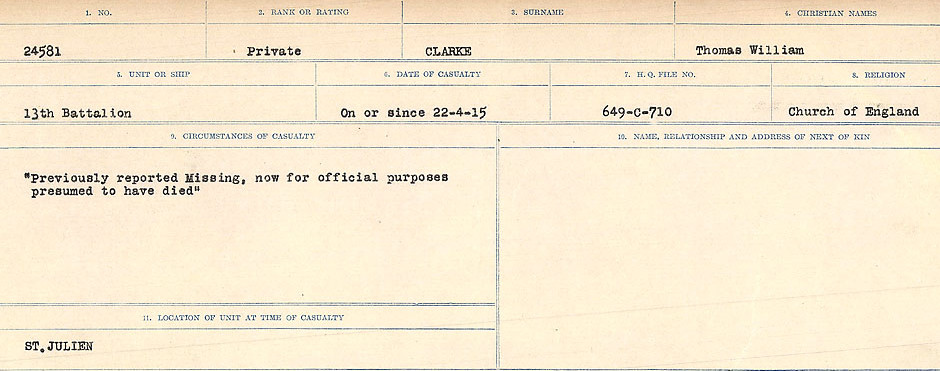 1. NO. 2. RANK OR RATING 3. SURNAME 4. CHRISTIAN NAMES
24581 Private CLARKE Thomas William
5. UNIT OR SHIP 6. DATE OF CASUALTY 7. H.Q. FILE NO. 8. RELIGION
13th Battalion On or since 22-4-15 649-C-710 Church of England
9. CIRCUMSTANCES OF CASUALTY 10. NAME, RELATIONSHIP AND ADDRESS OF NEXT OF KIN
"Previously reported Missing, now for official purposes
presumed to have died"
11. LOCATION OF UNIT AT TIME OF CASUALTY
ST. JULIEN